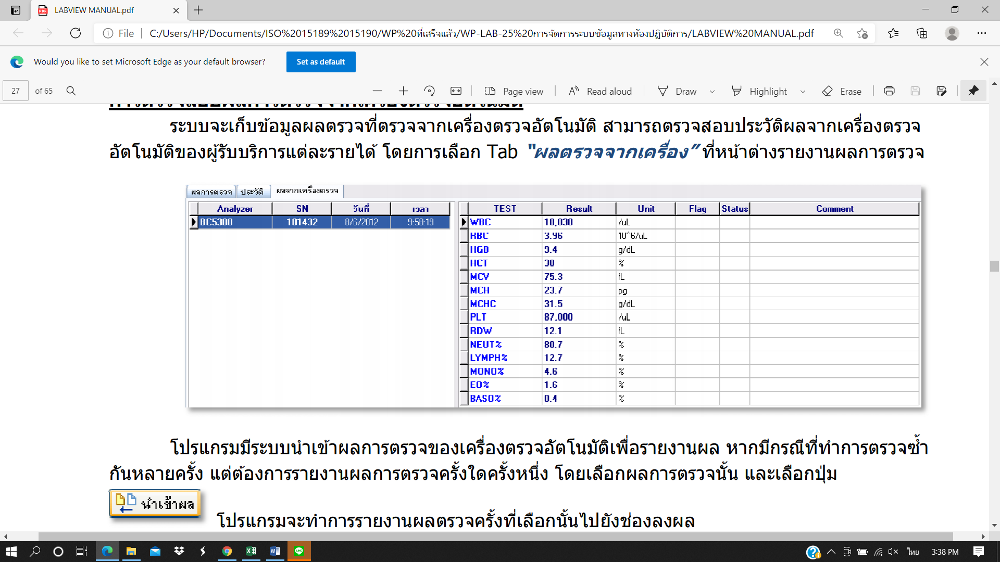 LABVIEW MANUAL.pdf
File
C:/Users/HP/Documents/ISO%2015189%2015190/WP%20ที่เสร็จแล้ว/WP-LAB-25%20การจัดการระบบข้อมูลทางห้องปฏิบัติการ/LABVIEW%20MANUAL.pdf
Would you like to set Microsoft Edge as your default browser? Set as default
27 of 65 Page view Read aloud Draw Highlight Erase
ระบบจะเก็บข้อมูลผลตรวจที่ตรวจจากเครื่องตรวจอัตโนมัติ สามารถตรวจสอบประวัติผลจากเครื่องตรวจ
อัตโนมัติของผู้รับบริการแต่ละรายได้ โดยการเลือก Tab “ผลตรวจจากเครื่อง” ที่หน้าต่างรายงานผลการตรวจ
ผลการตรวจ ประวัติ ผลจากเครื่องตรวจ
Analyzer SN วันที่ เวลา
BC5300 101432 8/6/2012 9:58:19
TEST Result Unit Flag Status Comment
WBC 10,030 /uL
RBC 3.96 10^6/uL
HGB 9.4 g/dL
HCT 30 %
MCV 75.3 fL
MCH 23.7 pg
MCHC 31.5 g/dL
PLT 87,000 /uL
RDW 12.1 fL
NEUT% 80.7 %
LYMPH% 12.7 %
MONO% 4.6 %
EO% 1.6 %
BASO% 0.4 %
โปรแกรมมีระบบนำเข้าผลการตรวจของเครื่องตรวจอัตโนมัติเพื่อรายงานผล หากมีกรณีที่ทำการตรวจซ้ำ
กันหลายครั้ง แต่ต้องการรายงานผลการตรวจครั้งใดครั้งหนึ่ง โดยเลือกผลการตรวจนั้น และเลือกปุ่ม
นำเข้าผล
โปรแกรมจะทำการรายงานผลตรวจครั้งที่เลือกนั้นไปยังช่องลงผล
ไทย 3:38 PM